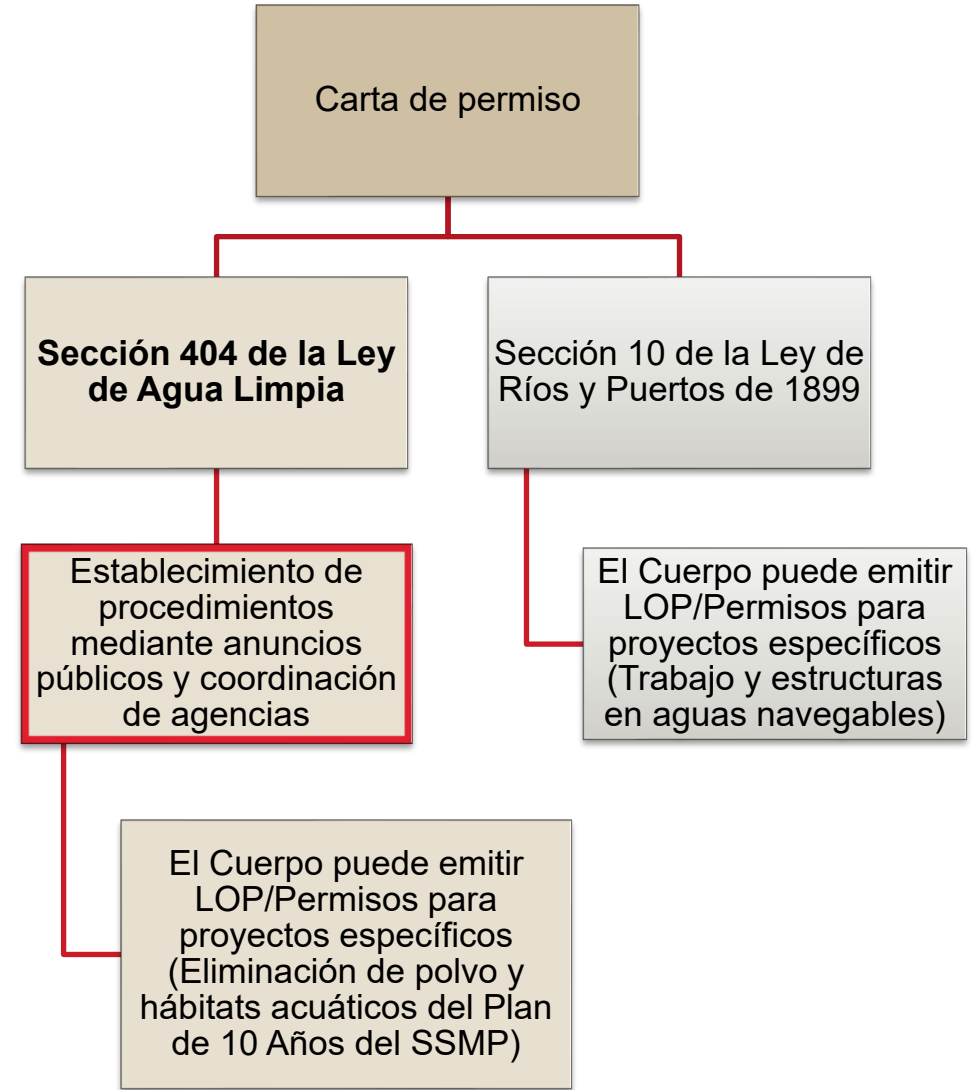 Carta de permiso
Sección 404 de la Ley
de Agua Limpia
Sección 10 de la Ley de
Ríos y Puertos de 1899
Establecimiento de
procedimientos
mediante anuncios
públicos y coordinación
de agencias
El Cuerpo puede emitir
LOP/Permisos para
proyectos específicos
(Trabajo y estructuras
en aguas navegables)
El Cuerpo puede emitir
LOP/Permisos para
proyectos específicos
(Eliminación de polvo y
hábitats acuáticos del Plan
de 10 Años del SSMP)